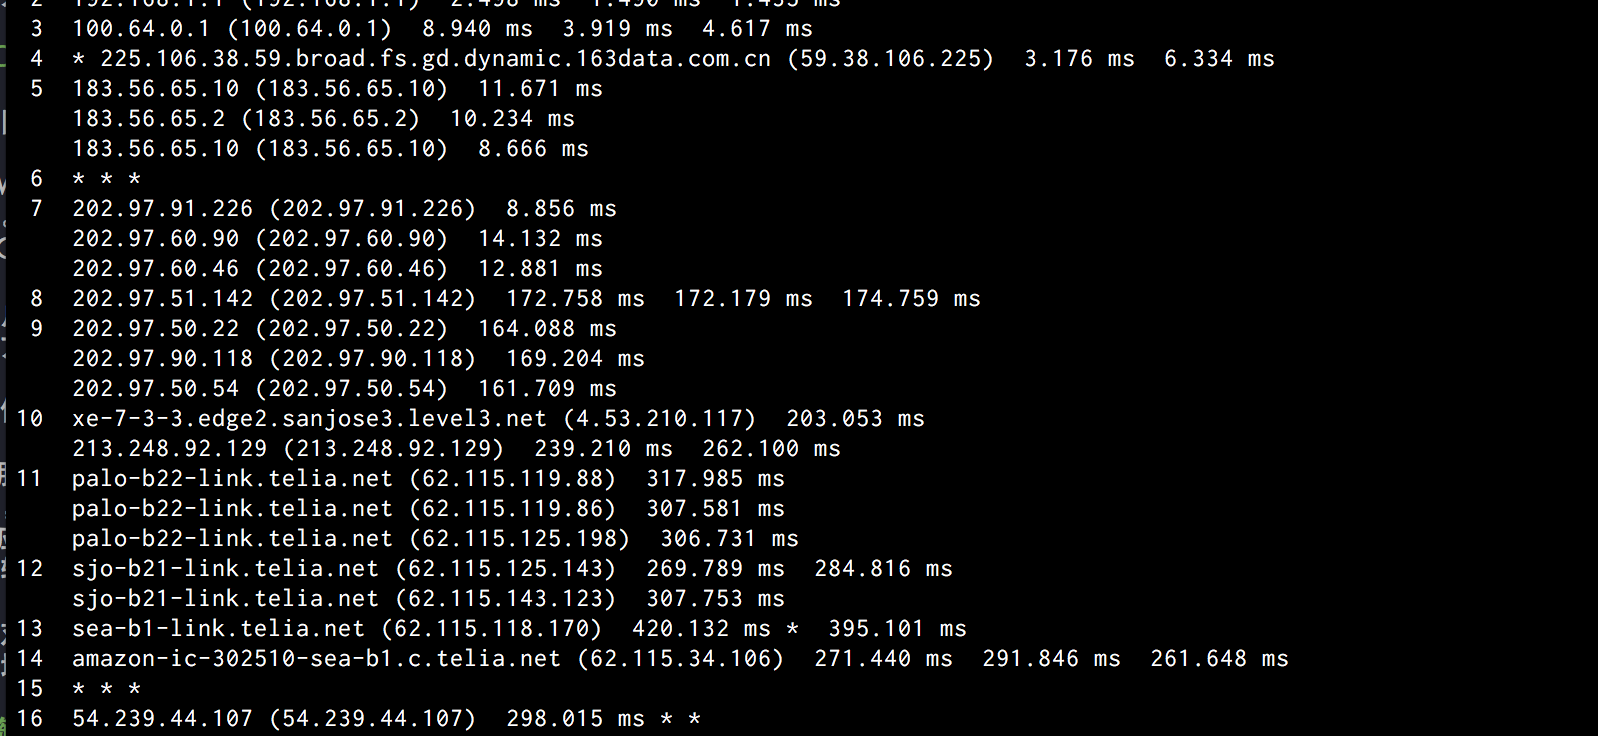 2  192.168.1.1 (192.168.1.1)  2.498 ms  1.490 ms  1.435 ms
3  100.64.0.1 (100.64.0.1)  8.940 ms  3.919 ms  4.617 ms
4  * 225.106.38.59.broad.fs.gd.dynamic.163data.com.cn (59.38.106.225)  3.176 ms  6.334 ms
5  183.56.65.10 (183.56.65.10)  11.671 ms
183.56.65.2 (183.56.65.2)  10.234 ms
183.56.65.10 (183.56.65.10)  8.666 ms
6  * * *
7  202.97.91.226 (202.97.91.226)  8.856 ms
202.97.60.90 (202.97.60.90)  14.132 ms
202.97.60.46 (202.97.60.46)  12.881 ms
8  202.97.51.142 (202.97.51.142)  172.758 ms  172.179 ms  174.759 ms
9  202.97.50.22 (202.97.50.22)  164.088 ms
202.97.90.118 (202.97.90.118)  169.204 ms
202.97.50.54 (202.97.50.54)  161.709 ms
10  xe-7-3-3.edge2.sanjose3.level3.net (4.53.210.117)  203.053 ms
213.248.92.129 (213.248.92.129)  239.210 ms  262.100 ms
11  palo-b22-link.telia.net (62.115.119.88)  317.985 ms
palo-b22-link.telia.net (62.115.119.86)  307.581 ms
palo-b22-link.telia.net (62.115.125.198)  306.731 ms
12  sjo-b21-link.telia.net (62.115.125.143)  269.789 ms  284.816 ms
sjo-b21-link.telia.net (62.115.143.123)  307.753 ms
13  sea-b1-link.telia.net (62.115.118.170)  420.132 ms *  395.101 ms
14  amazon-ic-302510-sea-b1.c.telia.net (62.115.34.106)  271.440 ms  291.846 ms  261.648 ms
15  * * *
16  54.239.44.107 (54.239.44.107)  298.015 ms * *